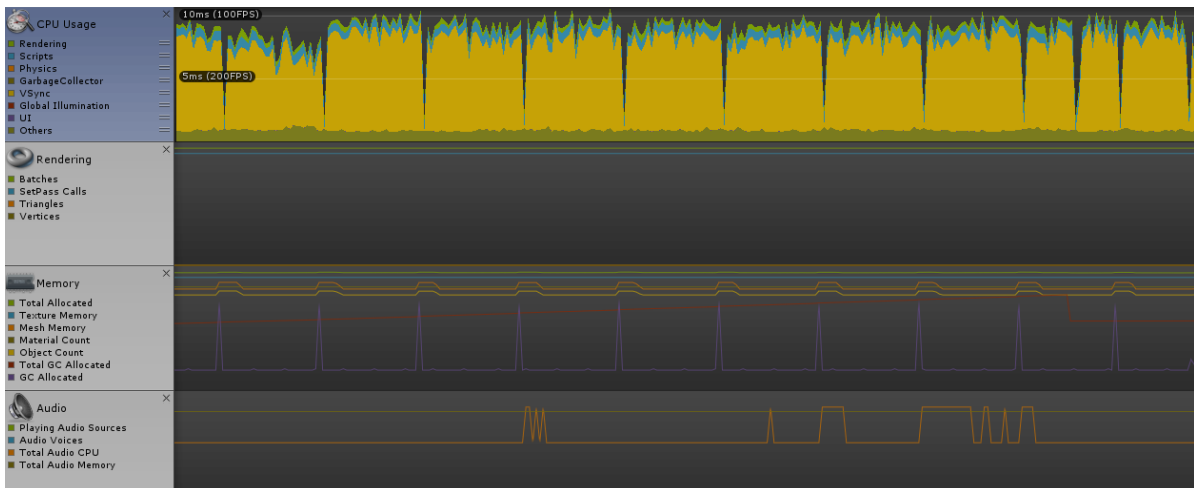 CPU Usage
10ms (100FPS)
Rendering
Scripts
Physics
5ms (200FPS)
GarbageCollector
VSync
Global Illumination
UI
Others
Rendering
Batches
SetPass Calls
Triangles
Vertices
Memory
Total Allocated
Texture Memory
Mesh Memory
Material Count
Object Count
Total GC Allocated
GC Allocated
Audio
Playing Audio Sources
Audio Voices
Total Audio CPU
Total Audio Memory